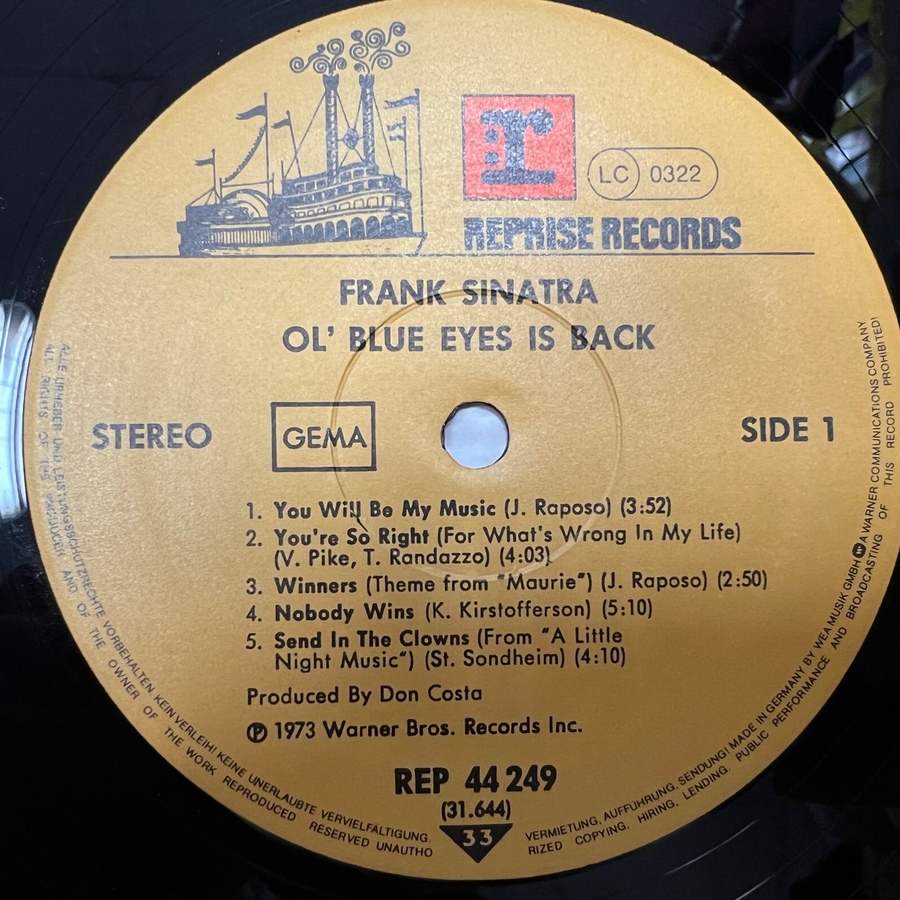 r
LC 0322
REPRISE RECORDS
FRANK SINATRA
OL' BLUE EYES IS BACK
STEREO
GEMA
SIDE 1
1. You Will Be My Music (J. Raposo) (3:52)
2. You're So Right (For What's Wrong In My Life)
(V. Pike, T. Randazzo) (4:03)
3. Winners (Theme from "Maurie") (J. Raposo) (2:50)
4. Nobody Wins (K. Kirstofferson) (5:10)
5. Send In The Clowns (From "A Little
Night Music") (St. Sondheim) (4:10)
Produced By Don Costa
℗ 1973 Warner Bros. Records Inc.
REP 44 249
(31.644)
33
ALLE URHEBER UND LEISTUNGSSCHUTZRECHTE VORBEHALTEN KEIN VERLEIH! KEINE UNERLAUBTE VERVIELFÄLTIGUNG, VERMIETUNG, AUFFÜHRUNG, SENDUNG! MADE IN GERMANY BY WEA MUSIK GMBH A WARNER COMMUNICATIONS COMPANY
ALL RIGHTS OF THE PRODUCER AND OF THE OWNER OF THE WORK REPRODUCED RESERVED UNAUTHORIZED COPYING, HIRING, LENDING, PUBLIC PERFORMANCE AND BROADCASTING OF THIS RECORD PROHIBITED!